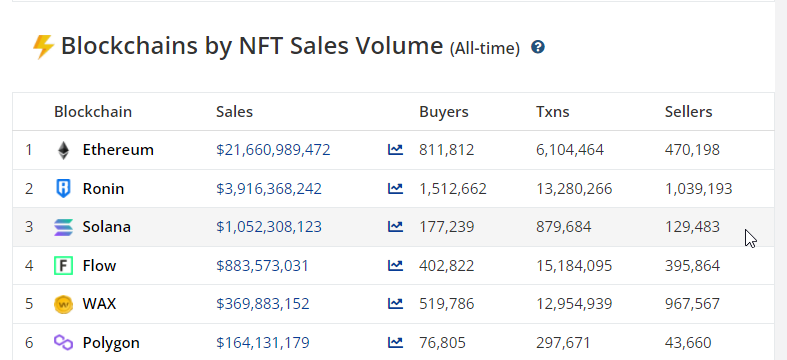 Blockchains by NFT Sales Volume (All-time) ?
Blockchain Sales Buyers Txns Sellers
1 Ethereum $21,660,989,472 811,812 6,104,464 470,198
2 Ronin $3,916,368,242 1,512,662 13,280,266 1,039,193
3 Solana $1,052,308,123 177,239 879,684 129,483
4 F Flow $883,573,031 402,822 15,184,095 395,864
5 WAX $369,883,152 519,786 12,954,939 967,567
6 Polygon $164,131,179 76,805 297,671 43,660